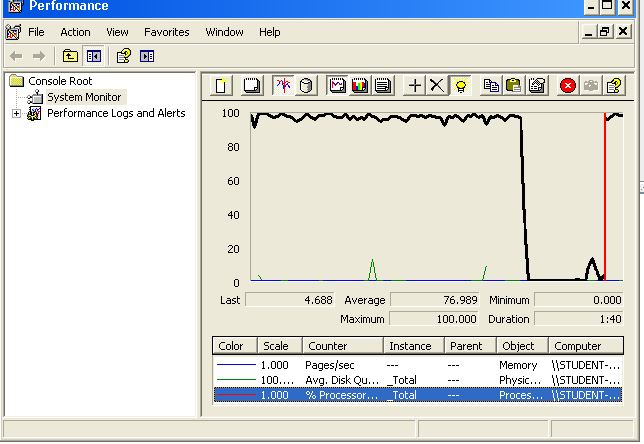 Performance
File Action View Favorites Window Help
Console Root
System Monitor
Performance Logs and Alerts
100
80
60
40
20
0
Last 4.688 Average 76.989 Minimum 0.000
Maximum 100.000 Duration 1:40
Color Scale Counter Instance Parent Object Computer
1.000 Pages/sec --- --- Memory \\STUDENT-...
100.... Avg. Disk Qu... _Total --- Physic... \\STUDENT-...
1.000 % Processor... _Total --- Proces... \\STUDENT-...